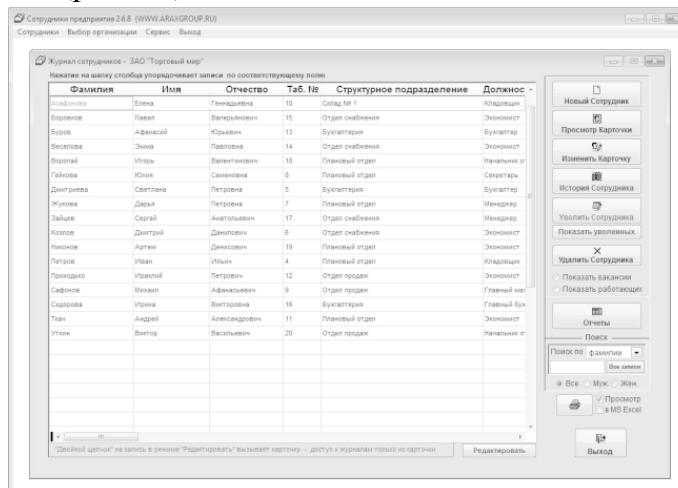 Сотрудники предприятия 2.6.8 (WWW.ARAXGROUP.RU)
Сотрудники Выбор организации Сервис Выход
Журнал сотрудников - ЗАО "Торговый мир"
Нажатие на шапку столбца упорядочивает записи по соответствующему полю
Фамилия Имя Отчество Таб. № Структурное подразделение Должнос
Агафонова Елена Геннадьевна 10 Склад № 1 Кладовщик
Боровков Павел Валерьянович 15 Отдел снабжения Экономист
Буров Афанасий Юрьевич 13 Бухгалтерия Бухгалтер
Веселова Эмма Павловна 14 Отдел снабжения Экономист
Воропай Игорь Валентинович 18 Плановый отдел Начальник от
Гейкова Юлия Семеновна 8 Плановый отдел Секретарь
Дмитриева Светлана Петровна 5 Бухгалтерия Бухгалтер
Жукова Дарья Петровна 7 Плановый отдел Менеджер
Зайцев Сергей Анатольевич 17 Отдел снабжения Менеджер
Козлов Дмитрий Данилович 6 Отдел снабжения Экономист
Никонов Артем Денисович 19 Плановый отдел Экономист
Петров Иван Ильич 4 Плановый отдел Кладовщик
Приходько Ираклий Петрович 12 Отдел продаж Экономист
Сафонов Михаил Афанасьевич 9 Отдел продаж Главный мен
Сидорова Ирина Викторовна 16 Бухгалтерия Главный бух
Ткач Андрей Александрович 11 Плановый отдел Экономист
Уткин Виктор Васильевич 20 Отдел продаж Начальник от
"Двойной щелчок" на запись в режиме "Редактировать" вызывает карточку - доступ к журналам только из карточки
Редактировать
Новый Сотрудник
Просмотр Карточки
Изменить Карточку
История Сотрудника
Уволить Сотрудника
Показать уволенных
Удалить Сотрудника
Показать вакансии
Показать работающих
Отчеты
Поиск
Поиск по фамилии
Все записи
Все Муж. Жен.
Просмотр
в MS Excel
Выход